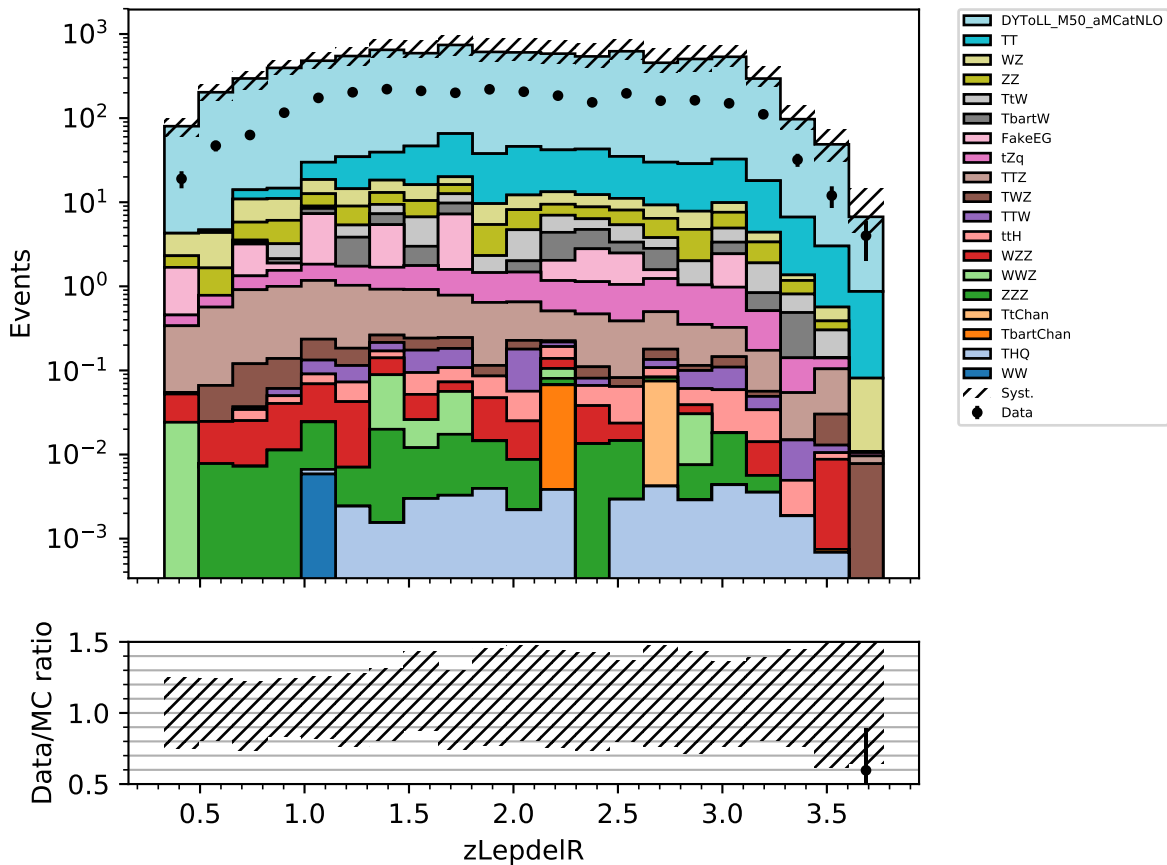 Events
10³
10²
10¹
10⁰
10⁻¹
10⁻²
10⁻³
DYToLL_M50_aMCatNLO
TT
WZ
ZZ
TtW
TbartW
FakeEG
tZq
TTZ
TWZ
TTW
ttH
WZZ
WWZ
ZZZ
TtChan
TbartChan
THQ
WW
Syst.
Data
Data/MC ratio
1.5
1.0
0.5
0.5 1.0 1.5 2.0 2.5 3.0 3.5
zLepdelR